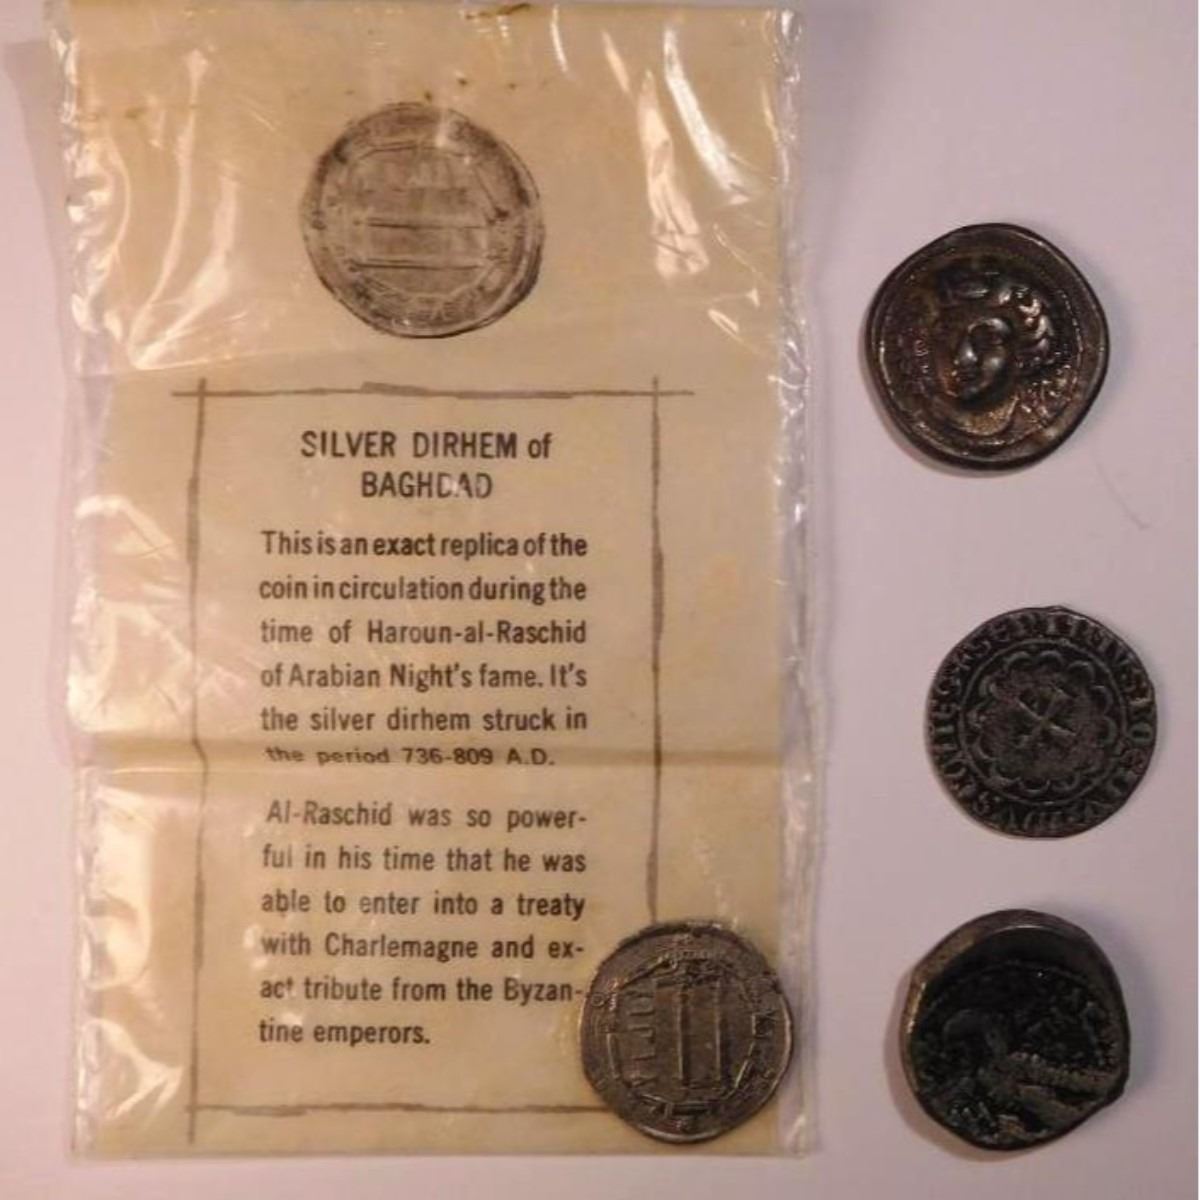 SILVER DIRHEM of
BAGHDAD
This is an exact replica of the
coin in circulation during the
time of Haroun-al-Raschid
of Arabian Night's fame. It's
the silver dirhem struck in
the period 736-809 A.D.
Al-Raschid was so power-
ful in his time that he was
able to enter into a treaty
with Charlemagne and ex-
act tribute from the Byzan-
tine emperors.